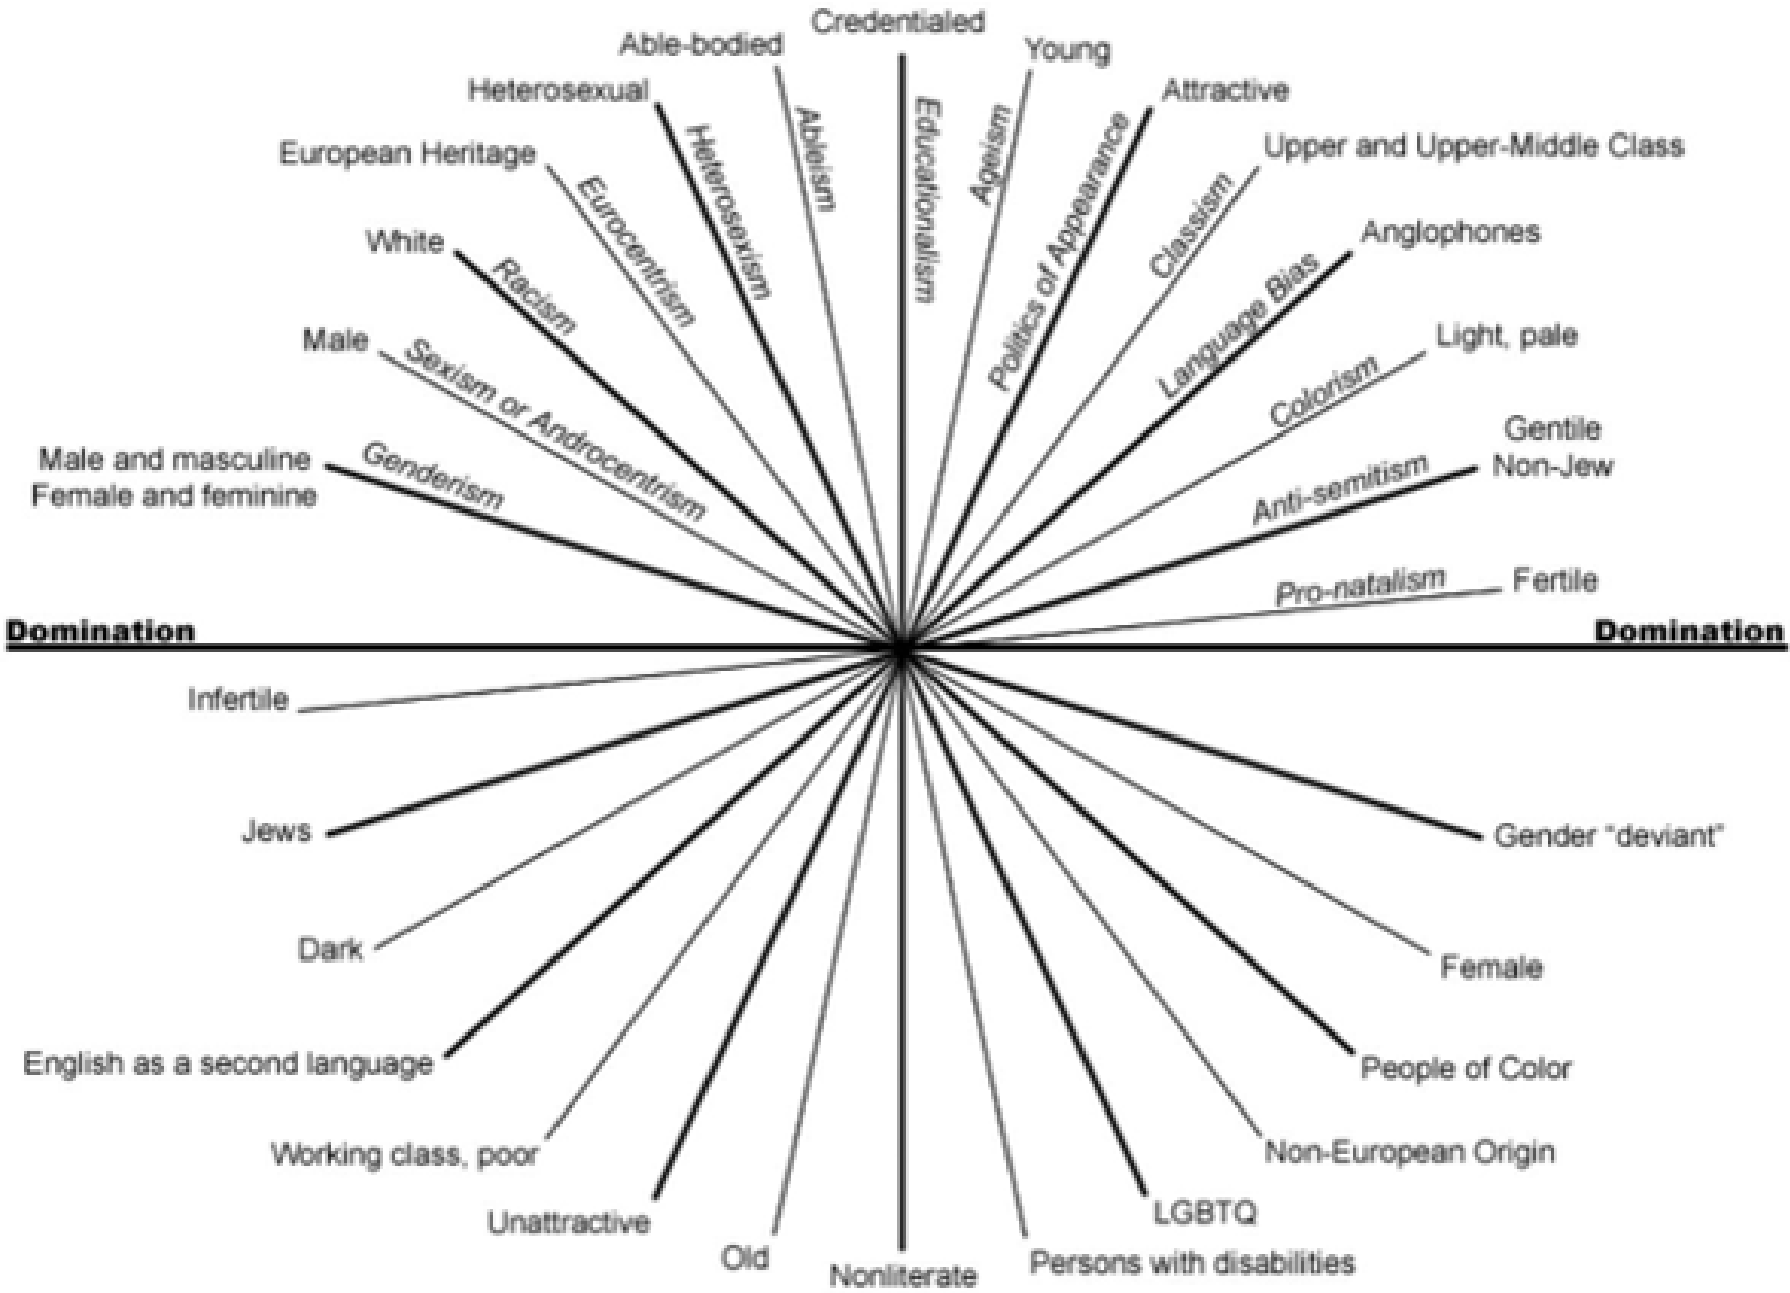 Credentialed
Able-bodied
Young
Heterosexual
Attractive
European Heritage
Upper and Upper-Middle Class
White
Anglophones
Male
Light, pale
Male and masculine
Female and feminine
Gentile
Non-Jew
Fertile
Genderism
Sexism or Androcentrism
Racism
Eurocentrism
Heterosexism
Ableism
Educationalism
Ageism
Politics of Appearance
Classism
Language Bias
Colorism
Anti-semitism
Pro-natalism
Domination
Domination
Infertile
Jews
Gender “deviant”
Dark
Female
English as a second language
People of Color
Working class, poor
Non-European Origin
Unattractive
LGBTQ
Old
Persons with disabilities
Nonliterate